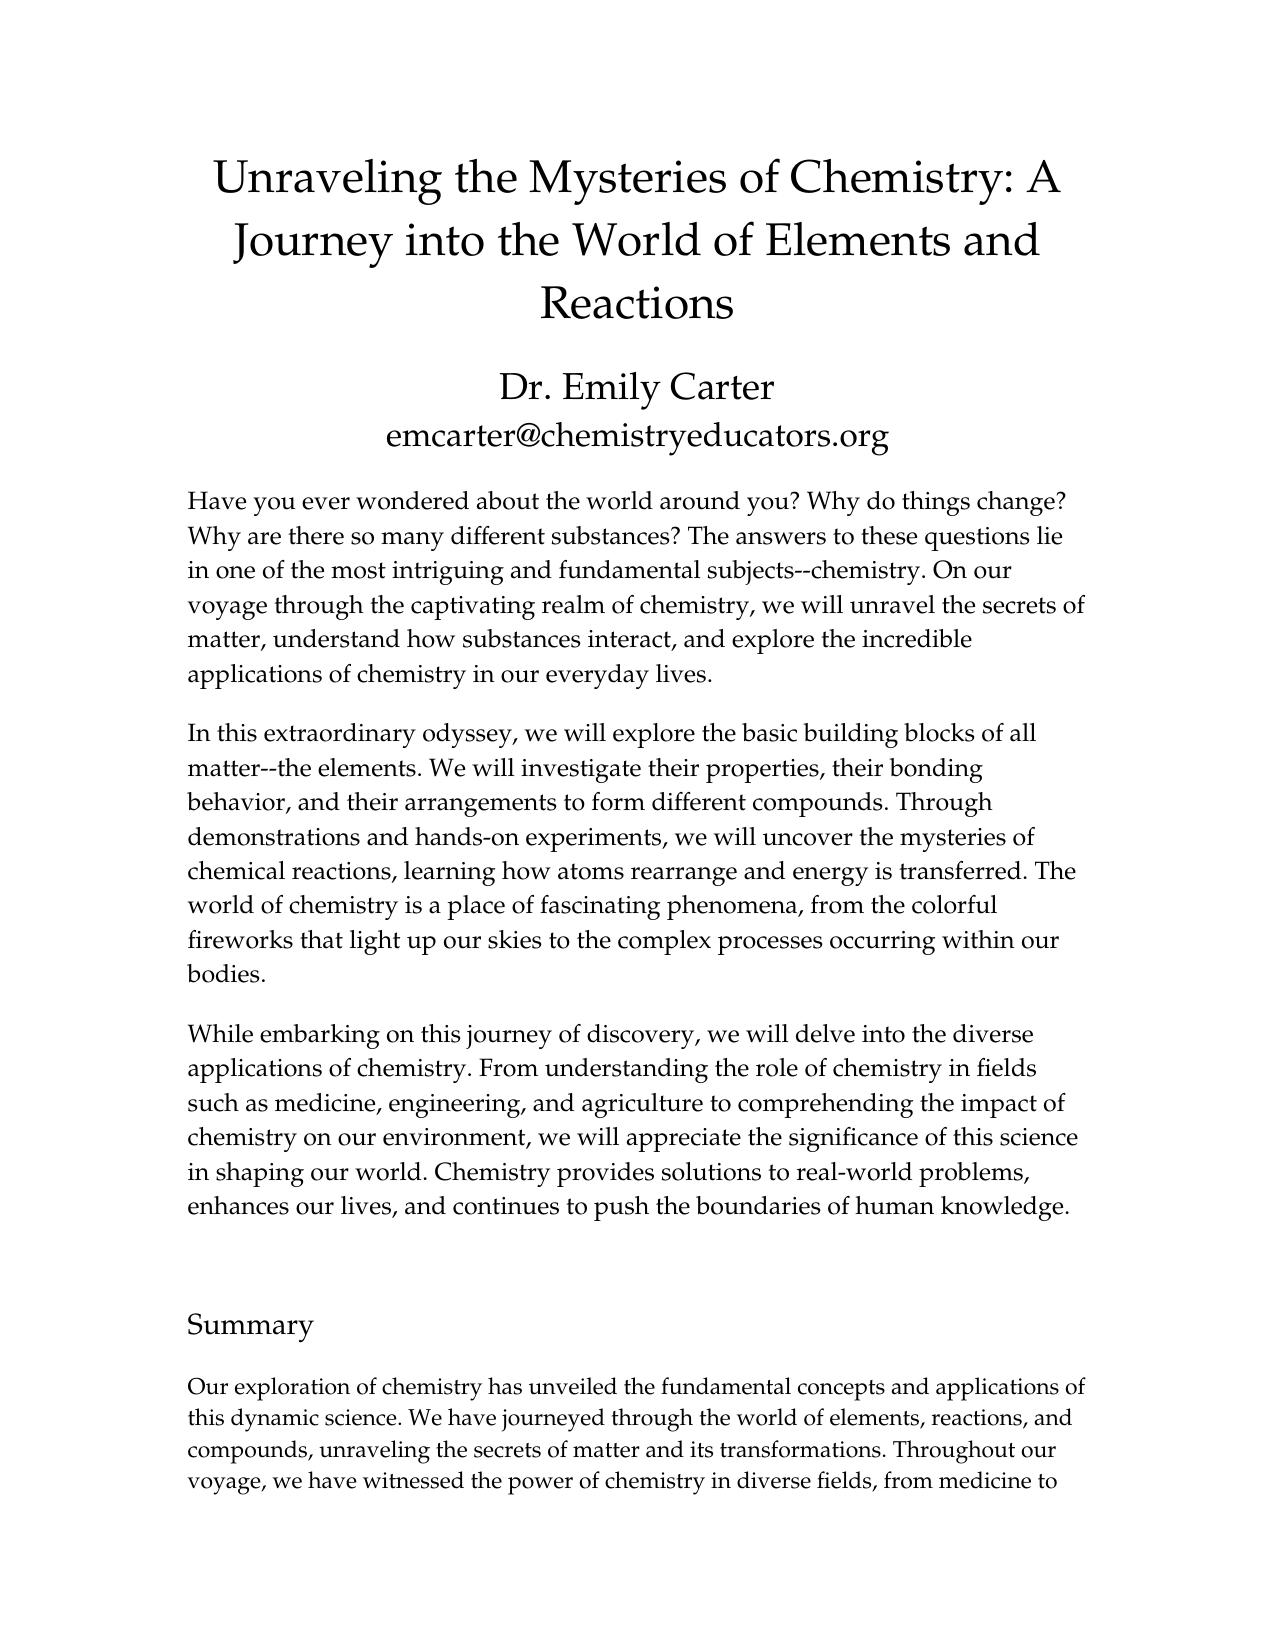 Unraveling the Mysteries of Chemistry: A
Journey into the World of Elements and
Reactions
Dr. Emily Carter
emcarter@chemistryeducators.org
Have you ever wondered about the world around you? Why do things change?
Why are there so many different substances? The answers to these questions lie
in one of the most intriguing and fundamental subjects--chemistry. On our
voyage through the captivating realm of chemistry, we will unravel the secrets of
matter, understand how substances interact, and explore the incredible
applications of chemistry in our everyday lives.
In this extraordinary odyssey, we will explore the basic building blocks of all
matter--the elements. We will investigate their properties, their bonding
behavior, and their arrangements to form different compounds. Through
demonstrations and hands-on experiments, we will uncover the mysteries of
chemical reactions, learning how atoms rearrange and energy is transferred. The
world of chemistry is a place of fascinating phenomena, from the colorful
fireworks that light up our skies to the complex processes occurring within our
bodies.
While embarking on this journey of discovery, we will delve into the diverse
applications of chemistry. From understanding the role of chemistry in fields
such as medicine, engineering, and agriculture to comprehending the impact of
chemistry on our environment, we will appreciate the significance of this science
in shaping our world. Chemistry provides solutions to real-world problems,
enhances our lives, and continues to push the boundaries of human knowledge.
Summary
Our exploration of chemistry has unveiled the fundamental concepts and applications of
this dynamic science. We have journeyed through the world of elements, reactions, and
compounds, unraveling the secrets of matter and its transformations. Throughout our
voyage, we have witnessed the power of chemistry in diverse fields, from medicine to